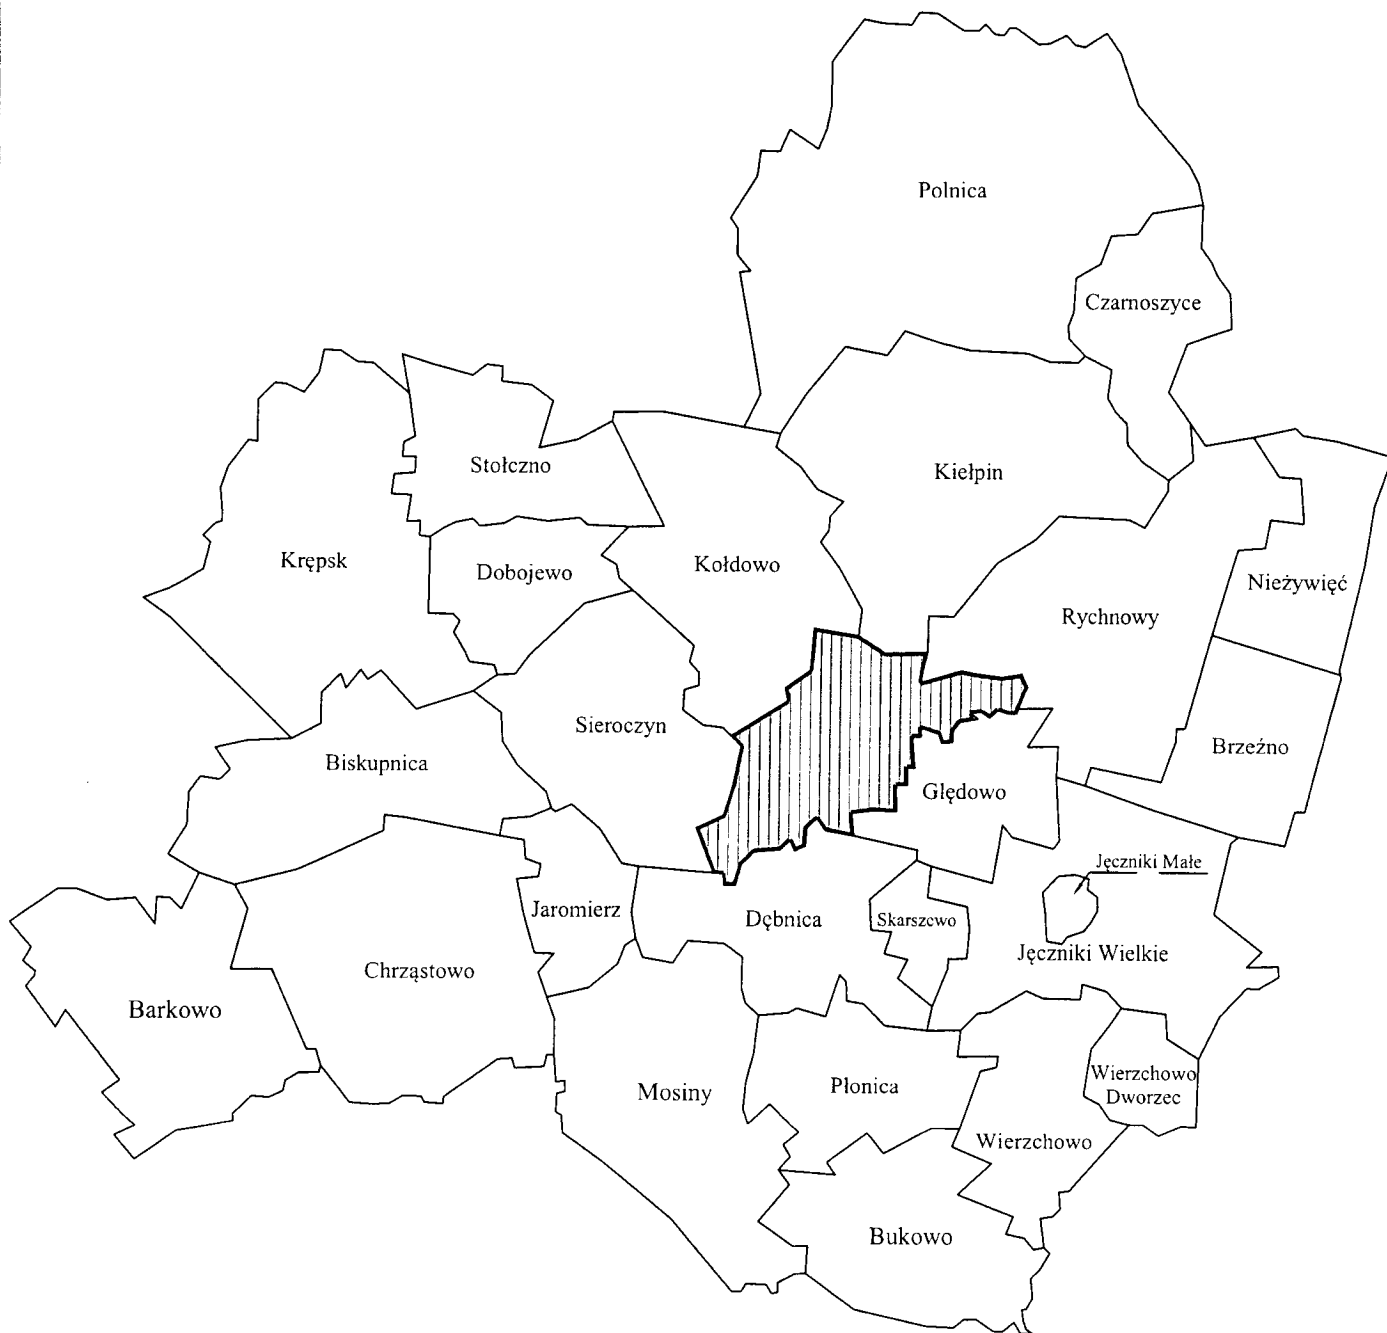 Polnica
Czarnoszyce
Stołczno
Kiełpin
Krępsk
Dobojewo
Kołdowo
Nieżywięć
Rychnowy
Sieroczyn
Brzeźno
Biskupnica
Ględowo
Jęczniki Małe
Jaromierz
Dębnica
Skarszewo
Jęczniki Wielkie
Chrząstowo
Barkowo
Wierzchowo
Dworzec
Mosiny
Płonica
Wierzchowo
Bukowo